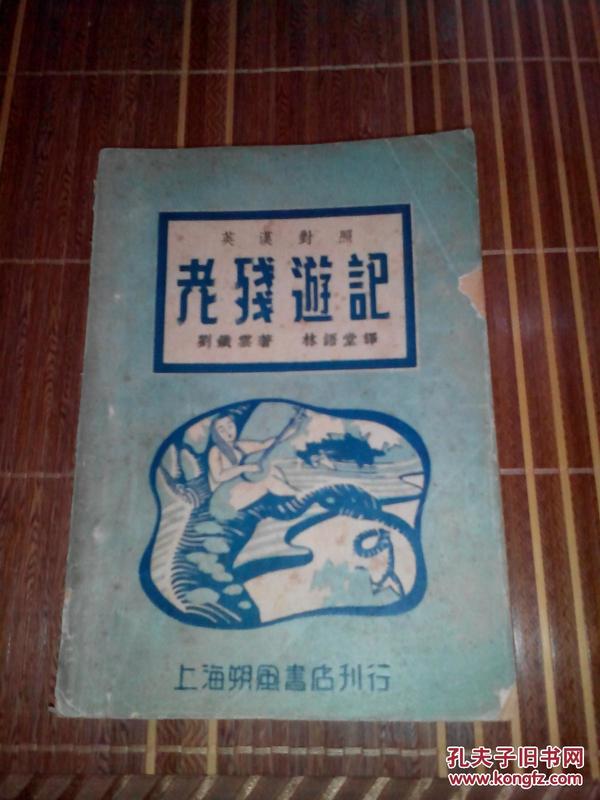 英漢對照
老殘遊記
劉鐵雲著 林語堂譯
上海朔風書店刊行
孔夫子旧书网
www.kongfz.com